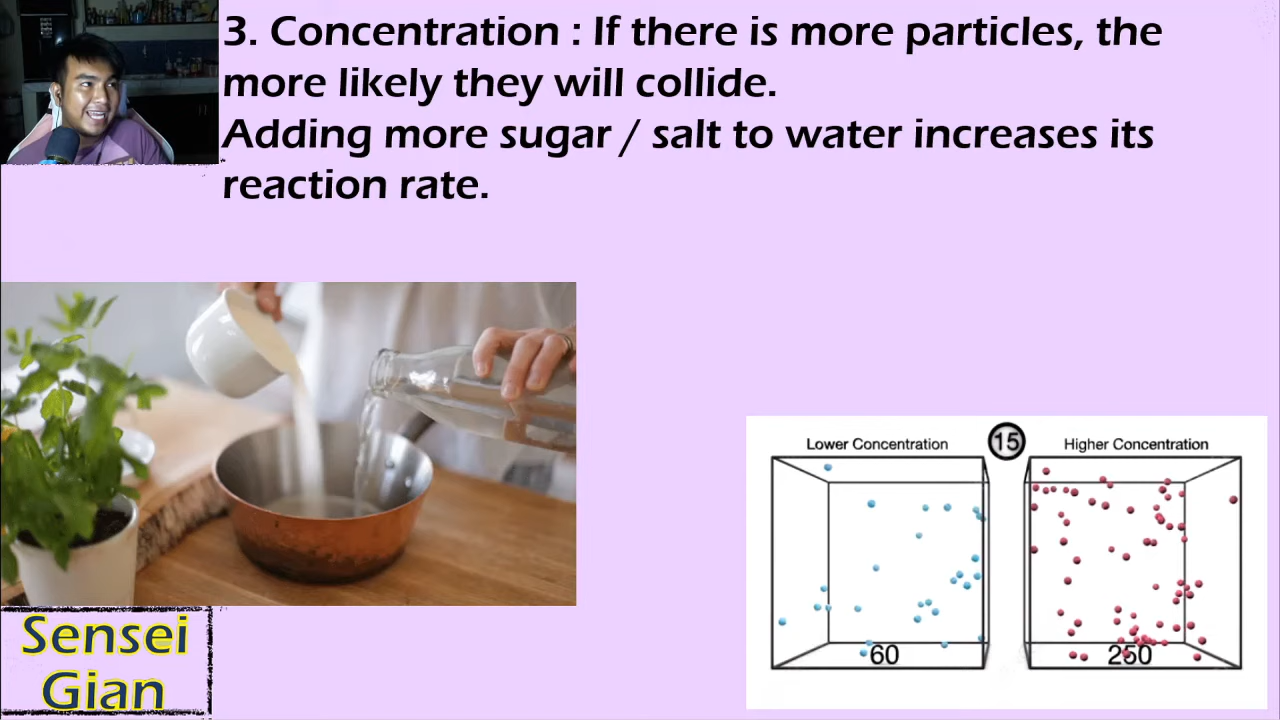 3. Concentration : If there is more particles, the
more likely they will collide.
Adding more sugar / salt to water increases its
reaction rate.
Lower Concentration
15
Higher Concentration
60
250
Sensei
Gian